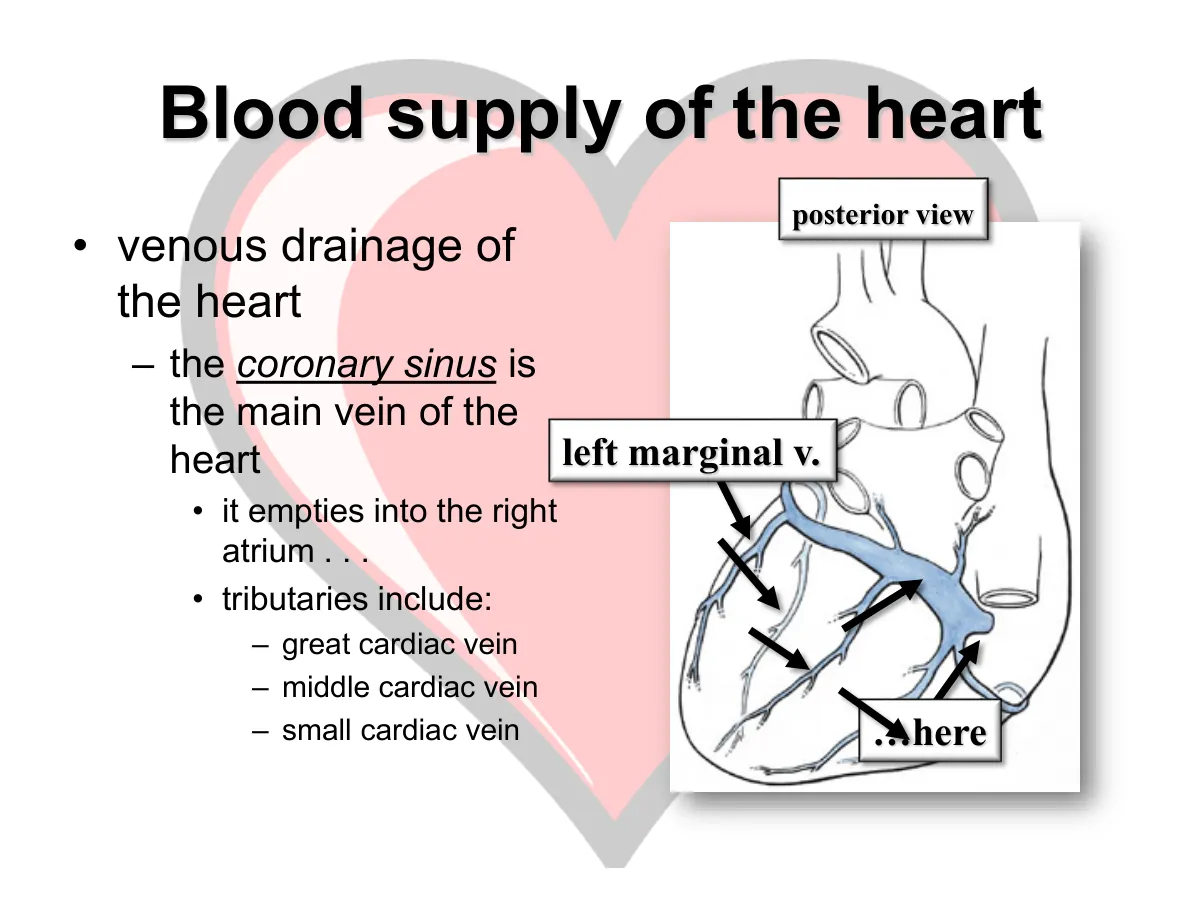 Blood supply of the heart
posterior view
• venous drainage of
the heart
– the coronary sinus is
the main vein of the
heart
left marginal v.
• it empties into the right
atrium . . .
• tributaries include:
– great cardiac vein
– middle cardiac vein
– small cardiac vein
…here